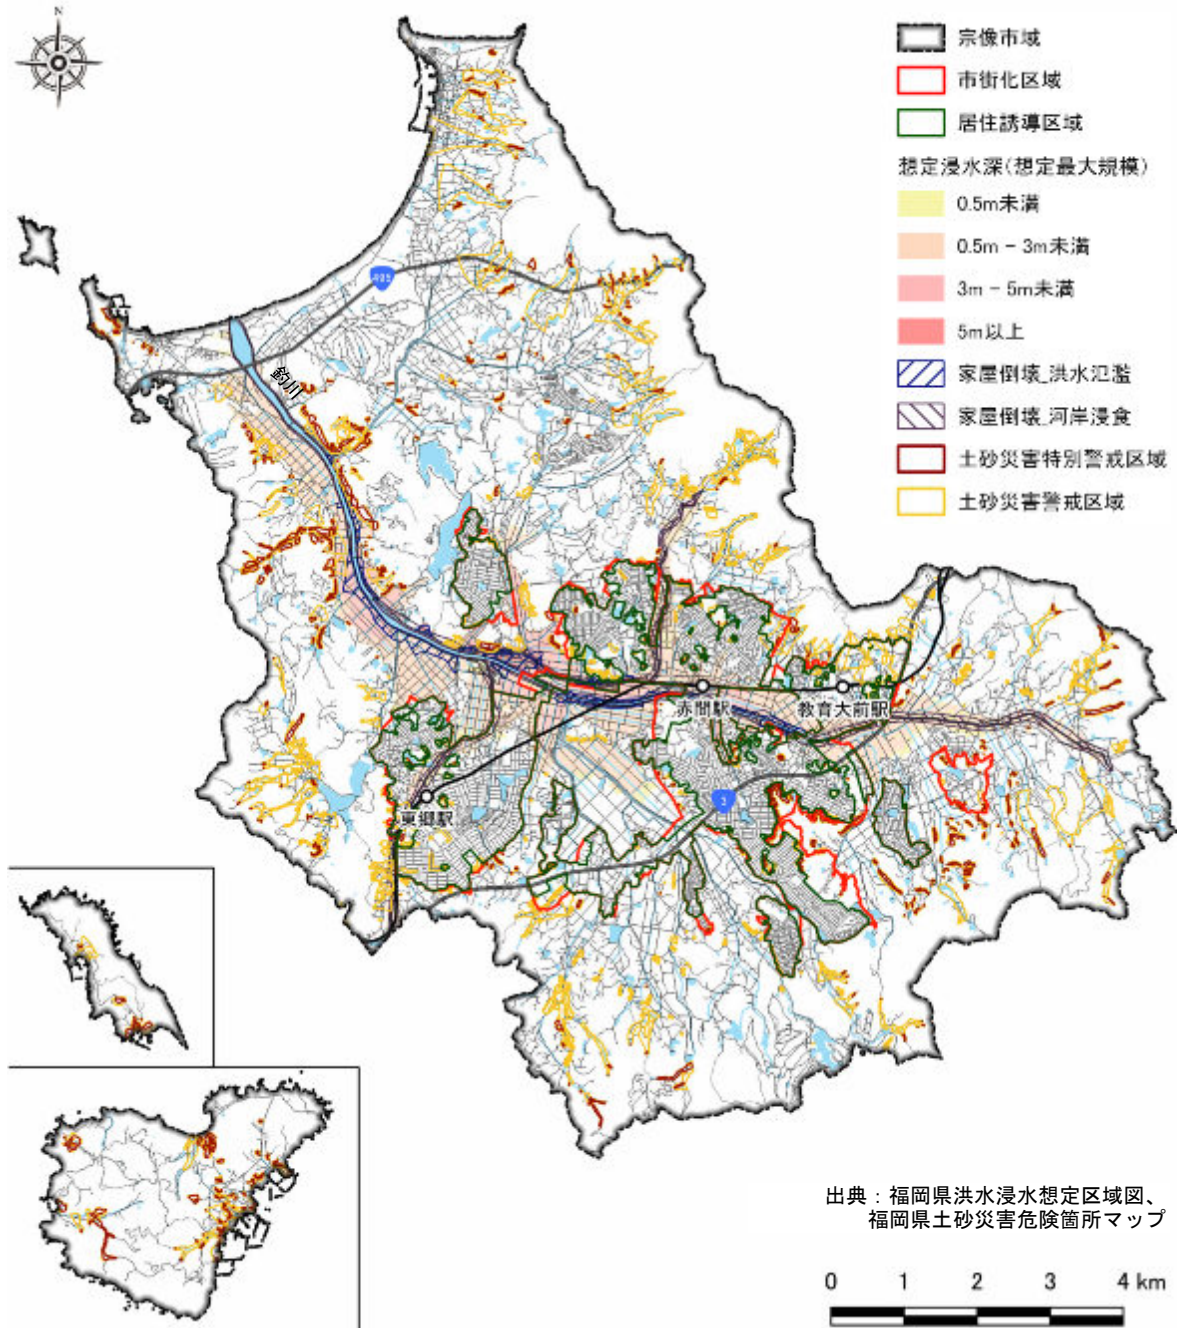 N
宗像市域
市街化区域
居住誘導区域
想定浸水深(想定最大規模)
0.5m未満
0.5m − 3m未満
3m − 5m未満
5m以上
家屋倒壊_洪水氾濫
家屋倒壊_河岸浸食
土砂災害特別警戒区域
土砂災害警戒区域
495
釣川
赤間駅
教育大前駅
3
東郷駅
出典：福岡県洪水浸水想定区域図、
福岡県土砂災害危険箇所マップ
0 1 2 3 4 km